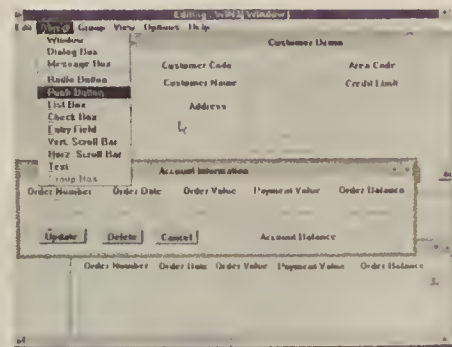 Editing : WIN1 Window
Edit Group View Options Help
Window
Dialog Box
Message Box
Radio Button
Push Button
List Box
Check Box
Entry Field
Vert. Scroll Bar
Horz. Scroll Bar
Text
Group Box
Customer Demo
Customer Code Area Code
Customer Name Credit Limit
Address
Account Information
Order Number Order Date Order Value Payment Value Order Balance
Update Delete Cancel Account Balance
Order Number Order Date Order Value Payment Value Order Balance